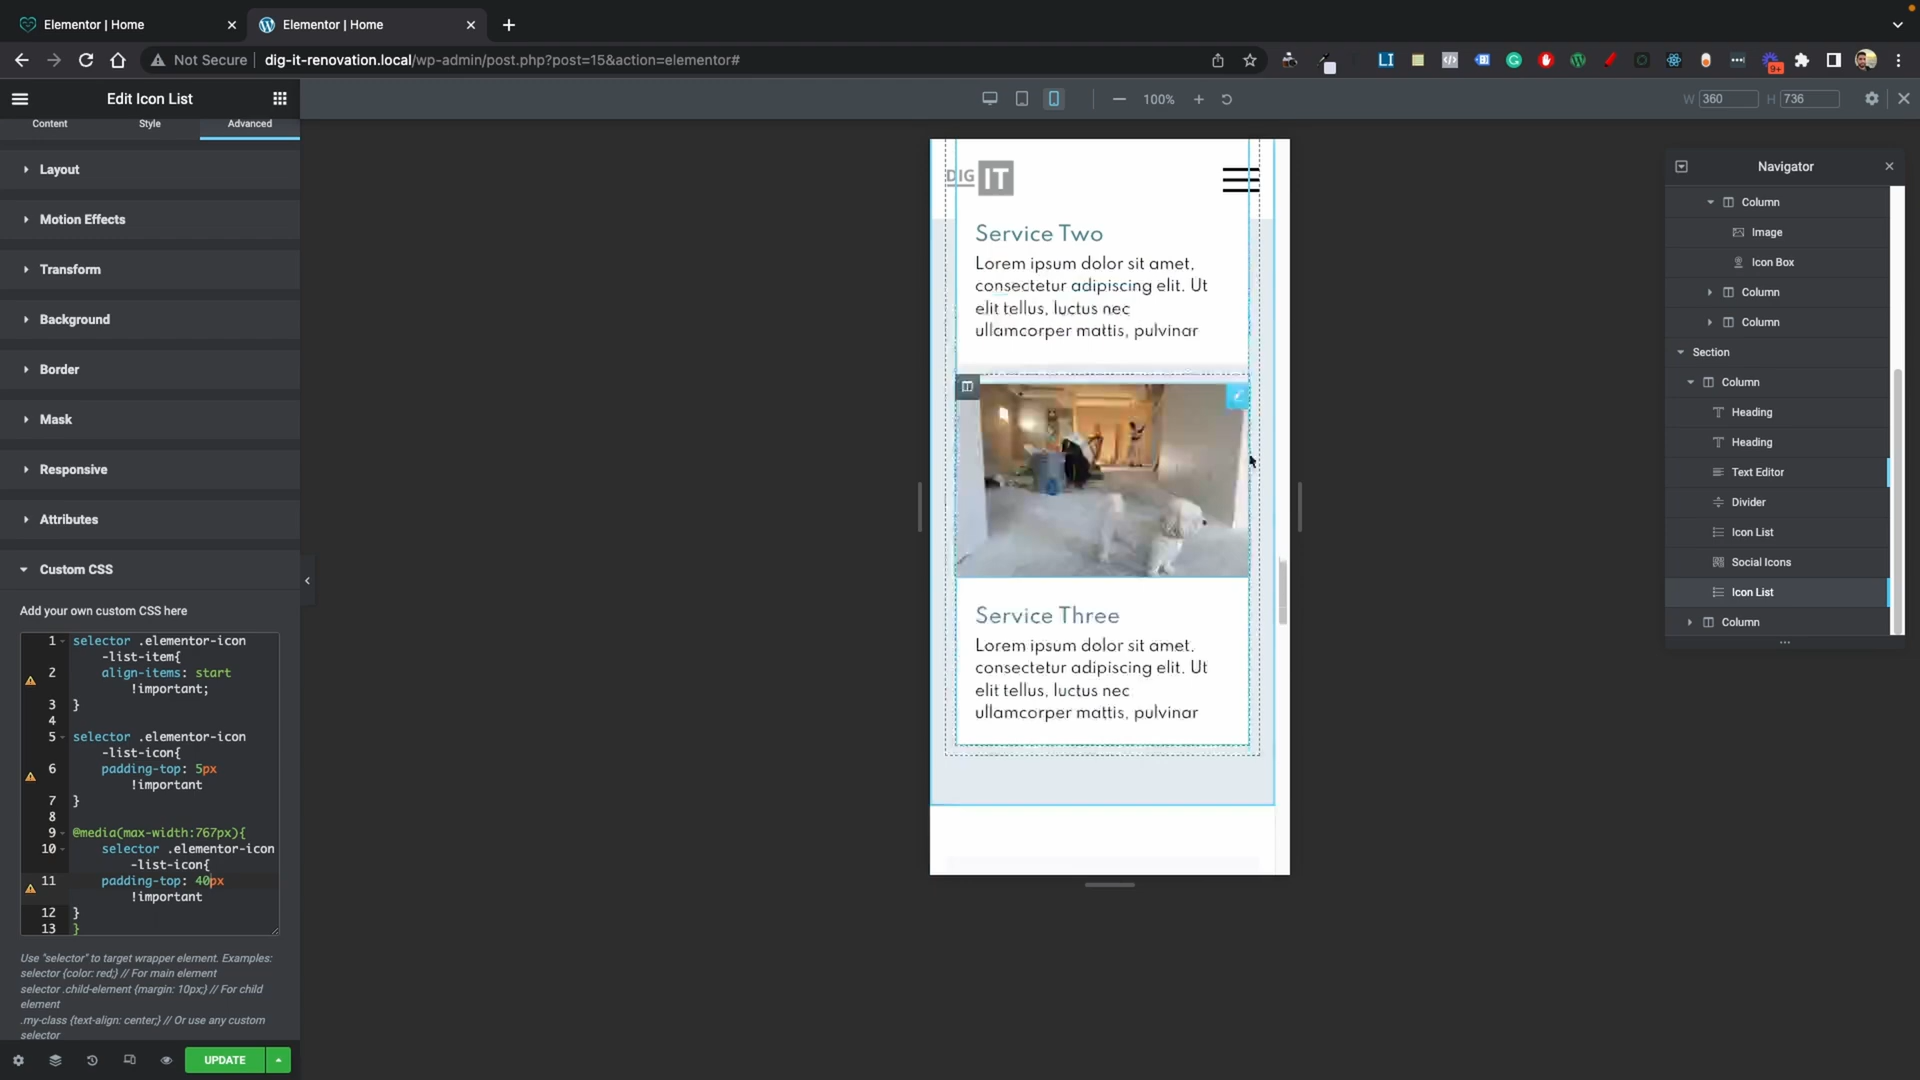 Elementor | Home
Elementor | Home
Not Secure
dig-it-renovation.local/wp-admin/post.php?post=15&action=elementor#
LI
9+
Edit Icon List
100%
W 360
H 736
Content
Style
Advanced
Layout
Motion Effects
Transform
Background
Border
Mask
Responsive
Attributes
Custom CSS
Add your own custom CSS here
1 selector .elementor-icon
-list-item{
2 align-items: start
!important;
3 }
4
5 selector .elementor-icon
-list-icon{
6 padding-top: 5px
!important
7 }
8
9 @media(max-width:767px){
10 selector .elementor-icon
-list-icon{
11 padding-top: 40px
!important
12 }
13 }
Use "selector" to target wrapper element. Examples:
selector {color: red;} // For main element
selector .child-element {margin: 10px;} // For child
element
.my-class {text-align: center;} // Or use any custom
selector
UPDATE
DIG IT
Service Two
Lorem ipsum dolor sit amet,
consectetur adipiscing elit. Ut
elit tellus, luctus nec
ullamcorper mattis, pulvinar
Service Three
Lorem ipsum dolor sit amet,
consectetur adipiscing elit. Ut
elit tellus, luctus nec
ullamcorper mattis, pulvinar
Navigator
Column
Image
Icon Box
Column
Column
Section
Column
Heading
Heading
Text Editor
Divider
Icon List
Social Icons
Icon List
Column